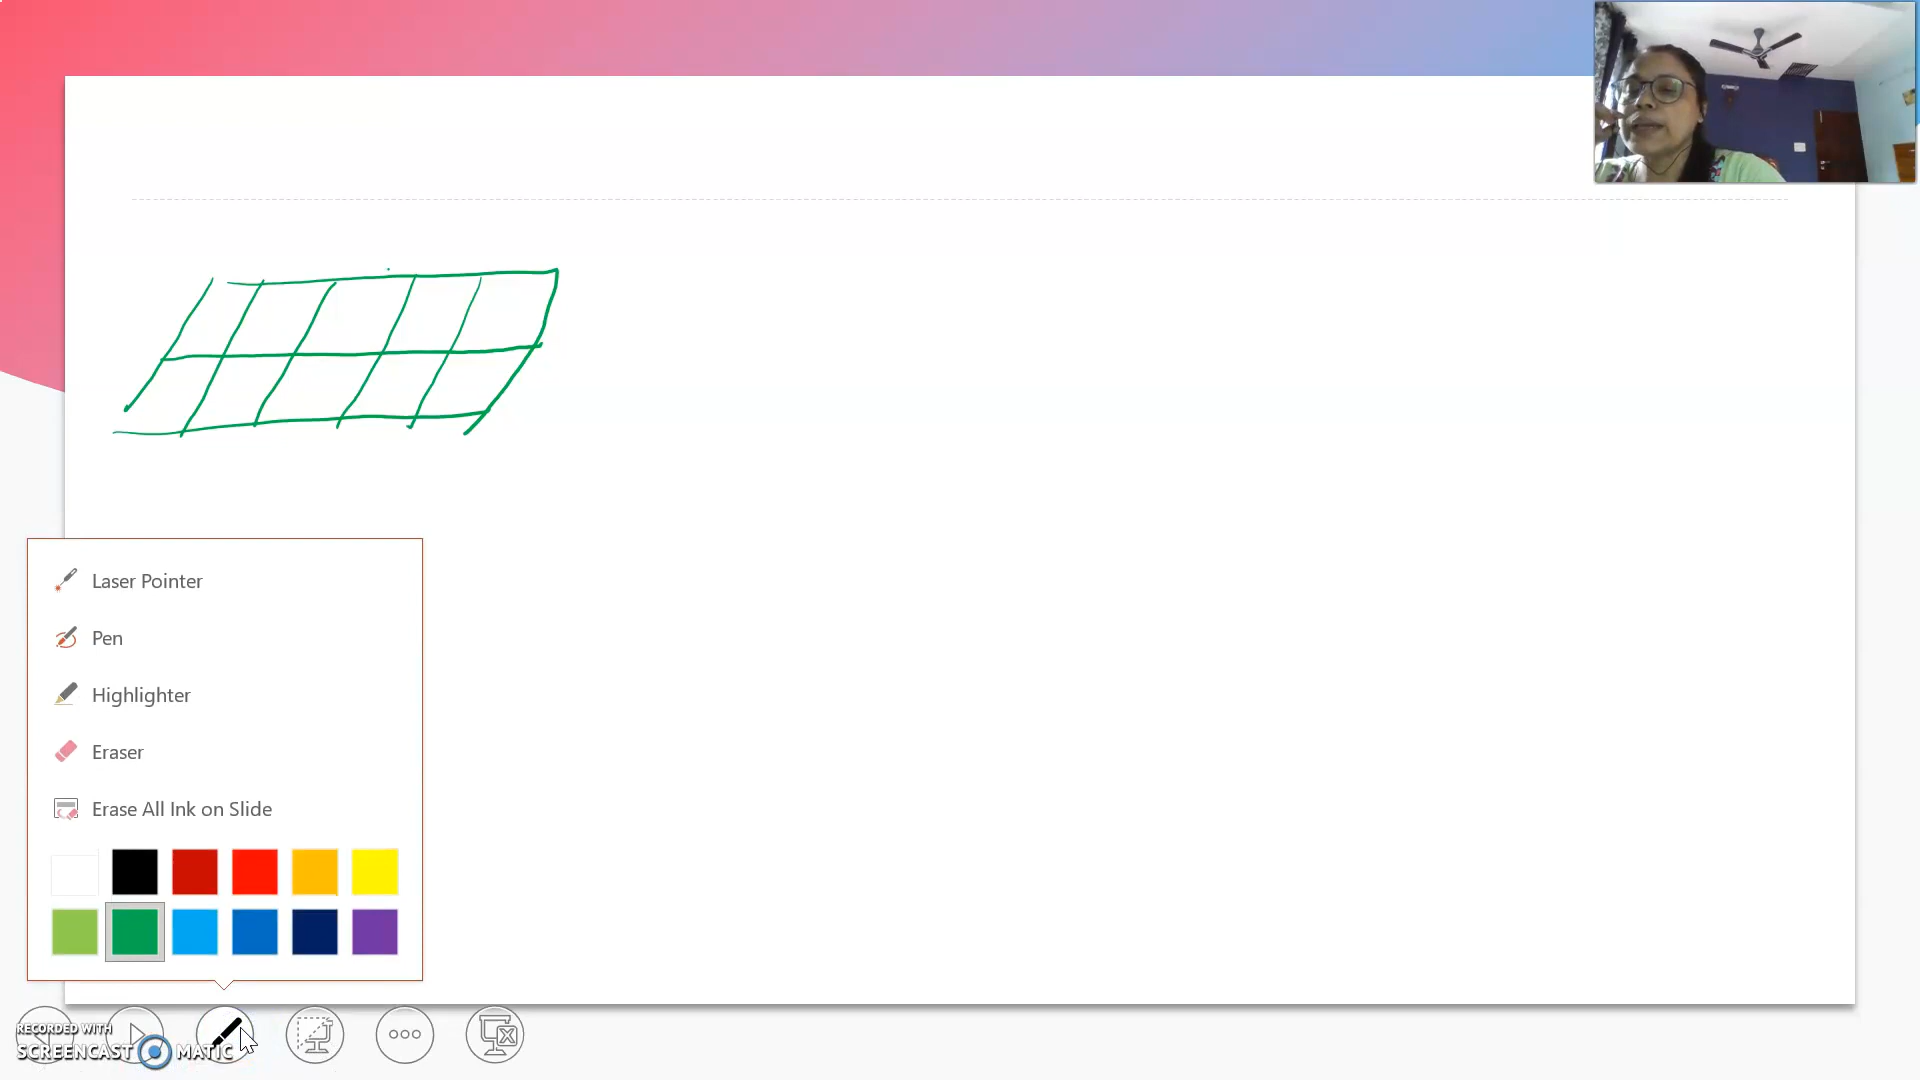 Laser Pointer
Pen
Highlighter
Eraser
Erase All Ink on Slide
RECORDED WITH
SCREENCAST MATIC